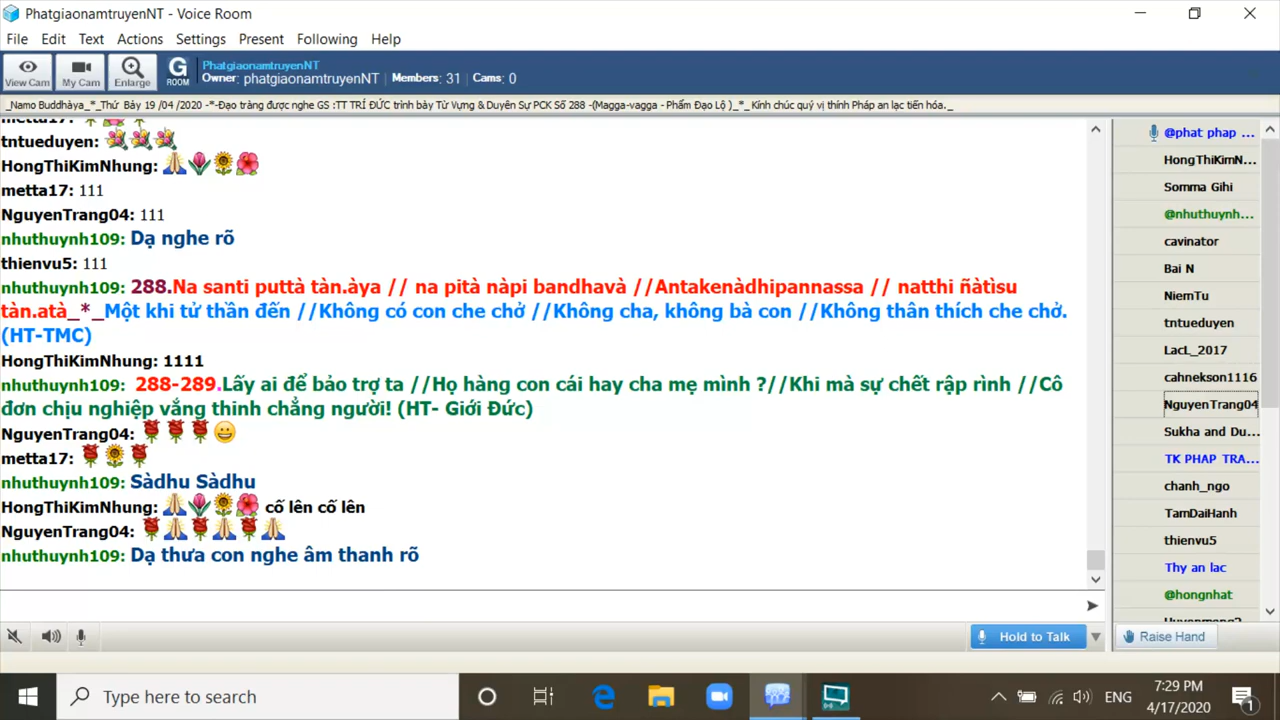 PhatgiaonamtruyenNT - Voice Room
File Edit Text Actions Settings Present Following Help
View Cam
My Cam
Enlarge
G ROOM
PhatgiaonamtruyenNT
Owner: phatgiaonamtruyenNT | Members: 31 | Cams: 0
_Namo Buddhàya_*_Thứ Bảy 19 /04 /2020 -*-Đạo tràng được nghe GS :TT TRÍ ĐỨC trình bày Từ Vựng & Duyên Sự PCK Số 288 -(Magga-vagga - Phẩm Đạo Lộ )_*_ Kính chúc quý vị thính Pháp an lạc tiến hóa._
metta17:
tntueduyen:
HongThiKimNhung:
metta17: 111
NguyenTrang04: 111
nhuthuynh109: Dạ nghe rõ
thienvu5: 111
nhuthuynh109: 288.Na santi puttà tàn.àya // na pità nàpi bandhavà //Antakenàdhipannassa // natthi ñàtìsu
tàn.atà_*_Một khi tử thần đến //Không có con che chở //Không cha, không bà con //Không thân thích che chở.
(HT-TMC)
HongThiKimNhung: 1111
nhuthuynh109: 288-289.Lấy ai để bảo trợ ta //Họ hàng con cái hay cha mẹ mình ?//Khi mà sự chết rập rình //Cô
đơn chịu nghiệp vắng thinh chẳng người! (HT- Giới Đức)
NguyenTrang04:
metta17:
nhuthuynh109: Sàdhu Sàdhu
HongThiKimNhung: cố lên cố lên
NguyenTrang04:
nhuthuynh109: Dạ thưa con nghe âm thanh rõ
@phat phap ...
HongThiKimN...
Somma Gihi
@nhuthuynh...
cavinator
Bai N
NiemTu
tntueduyen
LacL_2017
cahnekson1116
NguyenTrang04
Sukha and Du...
TK PHAP TRA...
chanh_ngo
TamDaiHanh
thienvu5
Thy an lac
@hongnhat
Hold to Talk
Raise Hand
Type here to search
ENG
7:29 PM
4/17/2020
1